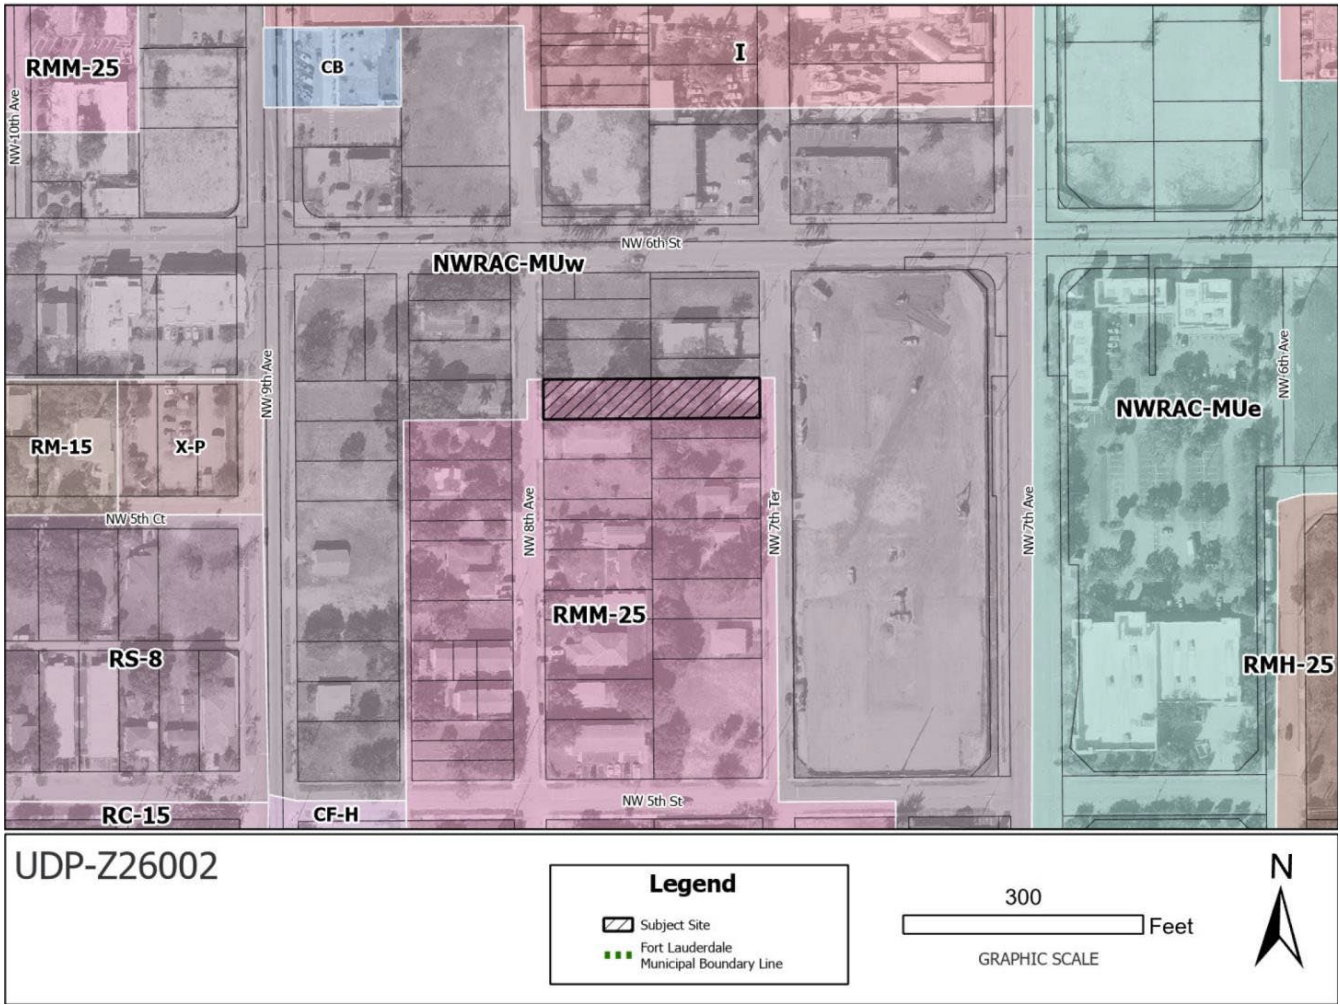 RMM-25
CB
I
NW 10th Ave
NW 6th St
NWRAC-MUw
NW 9th Ave
NW 6th Ave
NWRAC-MUe
RM-15
X-P
NW 5th Ct
NW 8th Ave
NW 7th Ter
NW 7th Ave
RMM-25
RS-8
RMH-25
NW 5th St
RC-15
CF-H
UDP-Z26002
Legend
Subject Site
Fort Lauderdale
Municipal Boundary Line
300
Feet
GRAPHIC SCALE
N